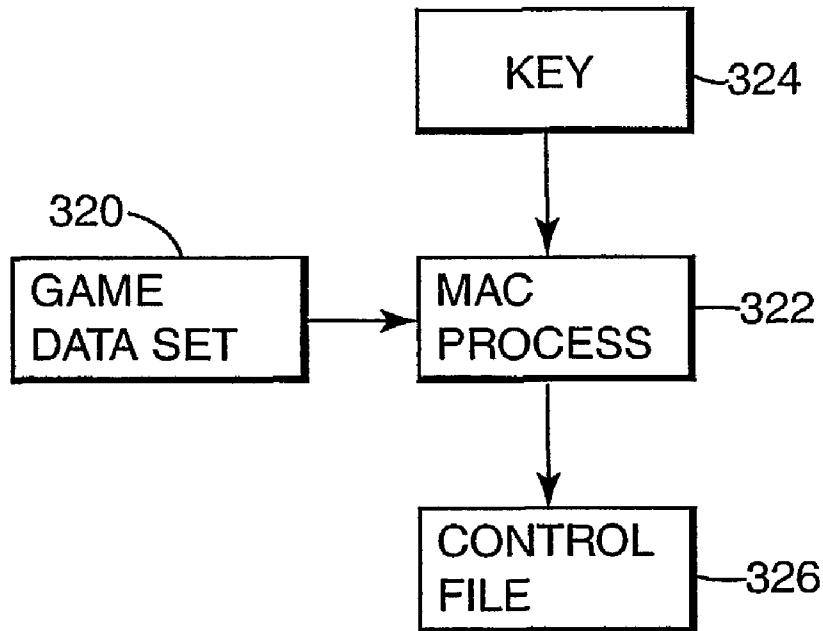 KEY
324
320
GAME
DATA SET
MAC
PROCESS
322
CONTROL
FILE
326